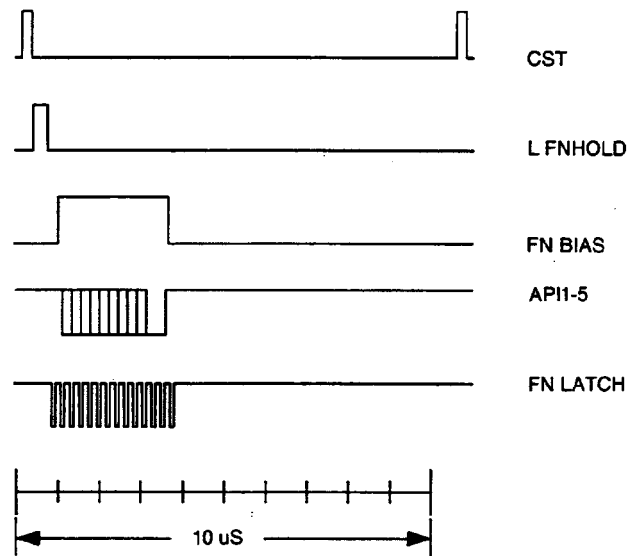 CST
L FNHOLD
FN BIAS
API1-5
FN LATCH
10 uS